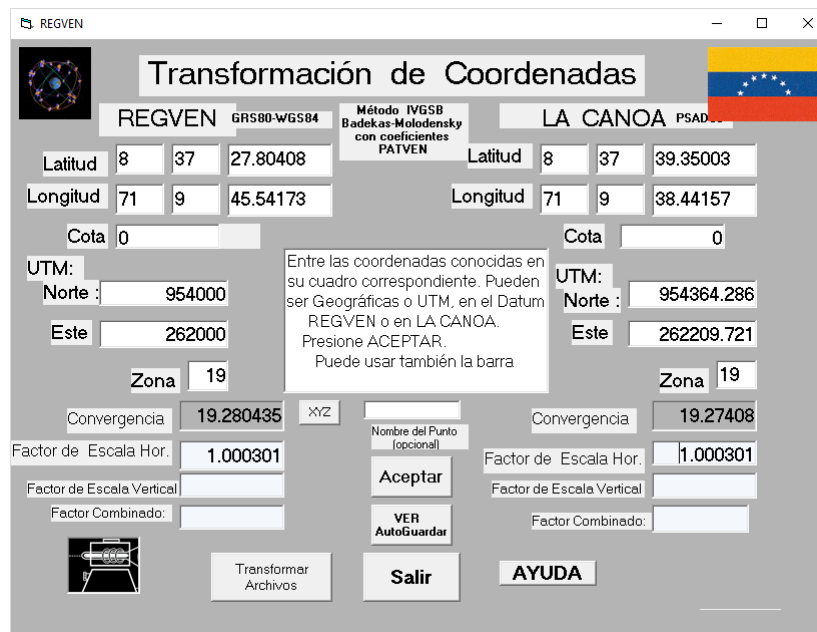 REGVEN
Transformación de Coordenadas
REGVEN GRS80-WGS84
Método IVGSB
Badekas-Molodensky
con coeficientes
PATVEN
LA CANOA
Latitud 8 37 27.80408
Latitud 8 37 39.35003
Longitud 71 9 45.54173
Longitud 71 9 38.44157
Cota 0
Cota 0
UTM:
Norte : 954000
Este 262000
Zona 19
Entre las coordenadas conocidas en
su cuadro correspondiente. Pueden
ser Geográficas o UTM, en el Datum
REGVEN o en LA CANOA.
Presione ACEPTAR.
Puede usar también la barra
UTM:
Norte : 954364.286
Este 262209.721
Zona 19
Convergencia 19.280435
XYZ
Nombre del Punto
(opcional)
Convergencia 19.27408
Factor de Escala Hor. 1.000301
Factor de Escala Hor. 1.000301
Factor de Escala Vertical
Aceptar
Factor de Escala Vertical
Factor Combinado:
VER
AutoGuardar
Factor Combinado:
Transformar
Archivos
Salir
AYUDA